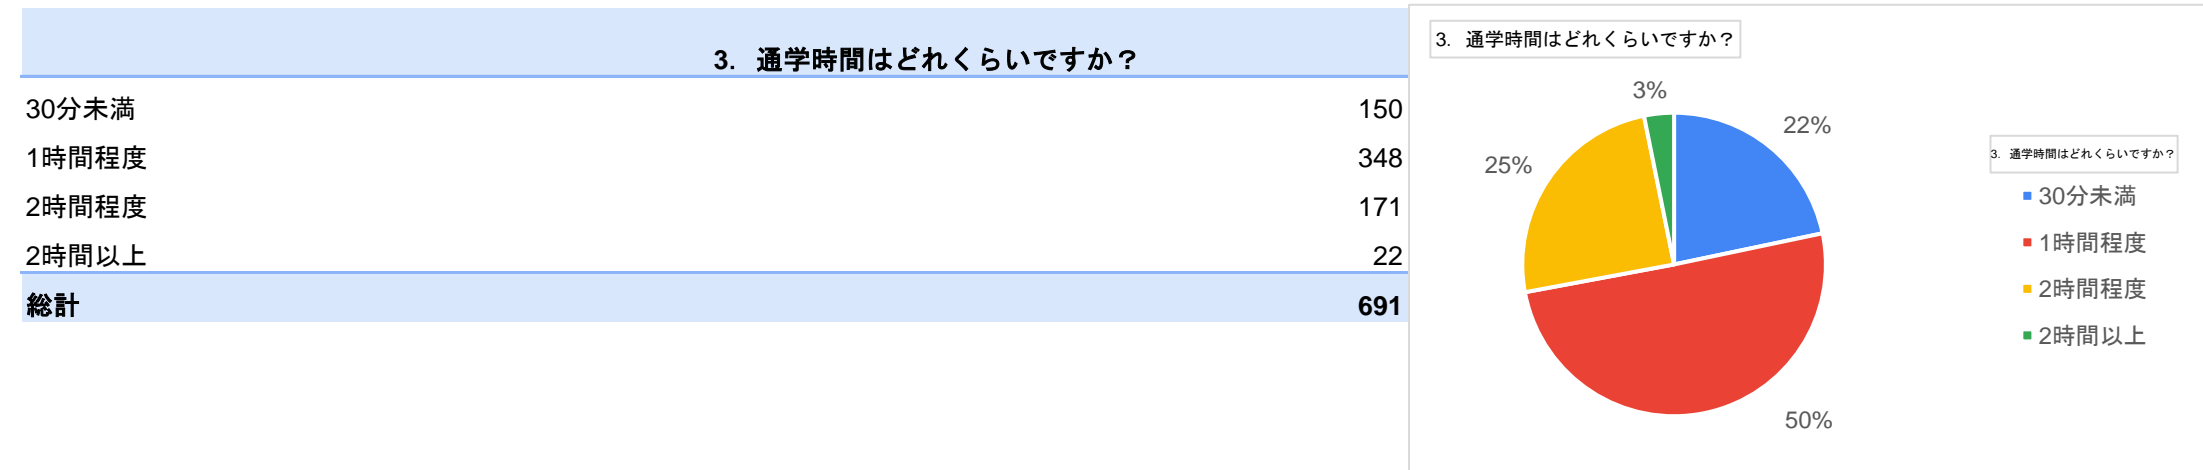 3. 通学時間はどれくらいですか？
30分未満 150
1時間程度 348
2時間程度 171
2時間以上 22
総計 691
3. 通学時間はどれくらいですか？
3%
22%
25%
50%
3. 通学時間はどれくらいですか？
30分未満
1時間程度
2時間程度
2時間以上